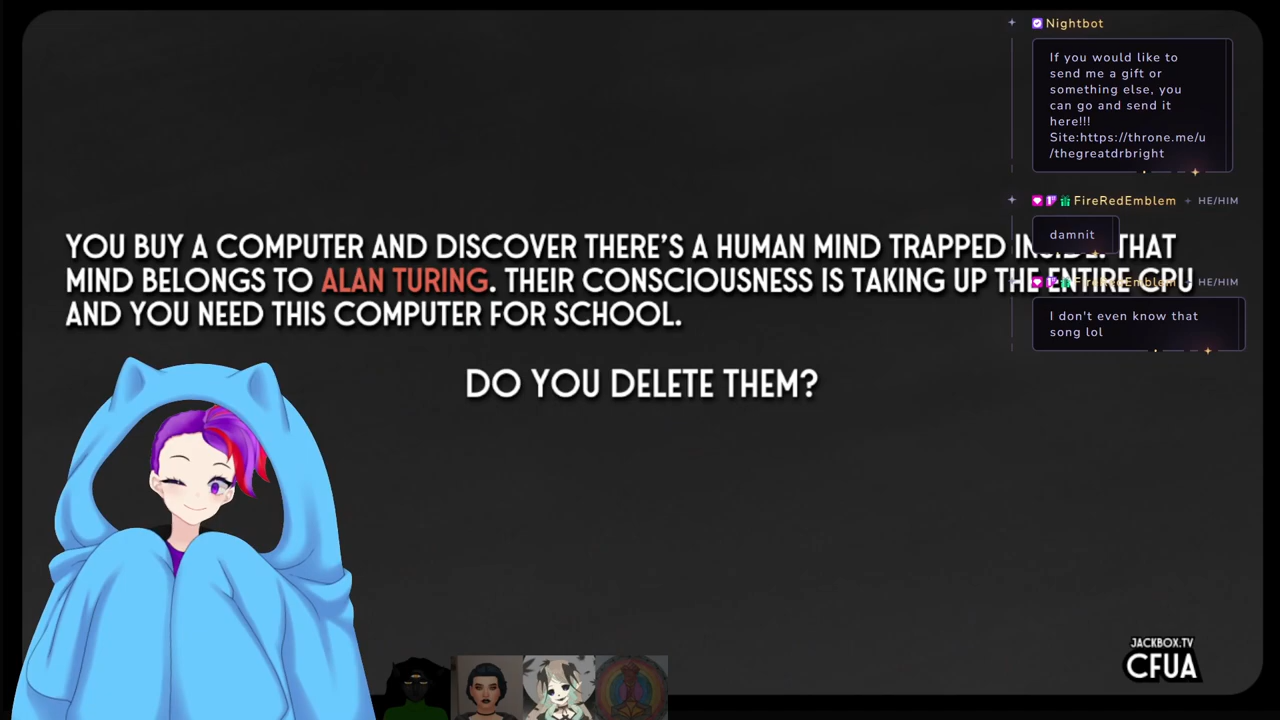 YOU BUY A COMPUTER AND DISCOVER THERE'S A HUMAN MIND TRAPPED THAT
MIND BELONGS TO ALAN TURING. THEIR CONSCIOUSNESS IS TAKING UP THE ENTIRE CPU
AND YOU NEED THIS COMPUTER FOR SCHOOL.
DO YOU DELETE THEM?
JACKBOX.TV
CFUA
Nightbot
If you would like to
send me a gift or
something else, you
can go and send it
here!!!
Site:https://throne.me/u
/thegreatdrbright
FireRedEmblem HE/HIM
damnit
FireRedEmblem HE/HIM
I don't even know that
song lol